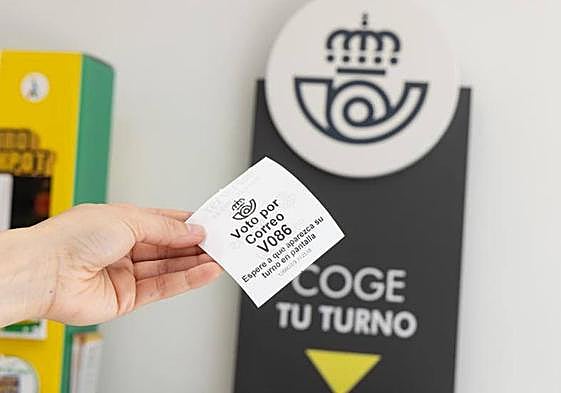 Voto por
Correo
V086
Espere a que aparezca su
turno en pantalla
COGE
TU TURNO